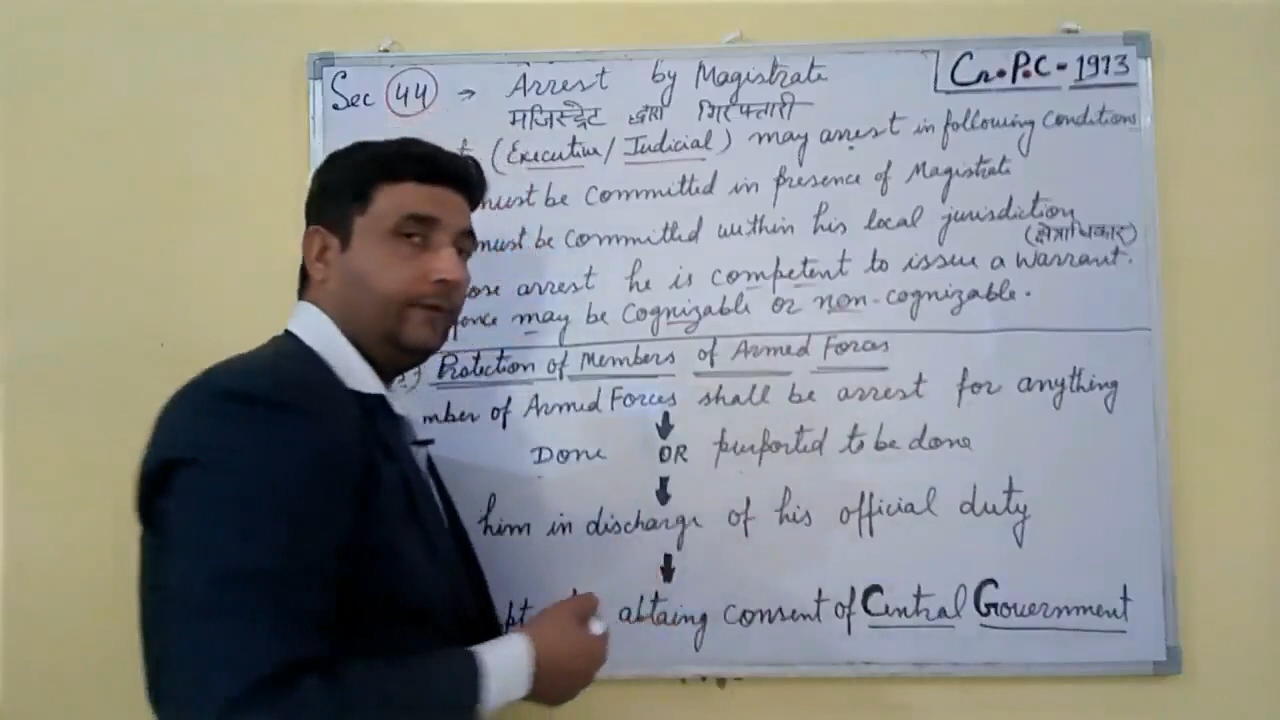 Sec 44 → Arrest by Magistrate
Cr.P.C - 1973
मजिस्ट्रेट द्वारा गिरफ्तारी
(Executive / Judicial) may arrest in following conditions
must be committed in presence of Magistrate
must be committed within his local jurisdiction
(क्षेत्राधिकार)
arrest he is competent to issue a warrant.
may be Cognizable or non-cognizable.
Protection of Members of Armed Forces
of Armed Forces shall be arrest for anything
Done OR purported to be done
him in discharge of his official duty
abtaing consent of Central Government